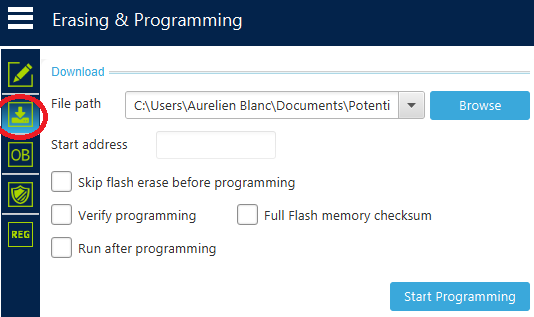 Erasing & Programming
Download
File path C:\Users\Aurelien Blanc\Documents\Potenti Browse
Start address
OB
Skip flash erase before programming
Verify programming Full Flash memory checksum
REG
Run after programming
Start Programming